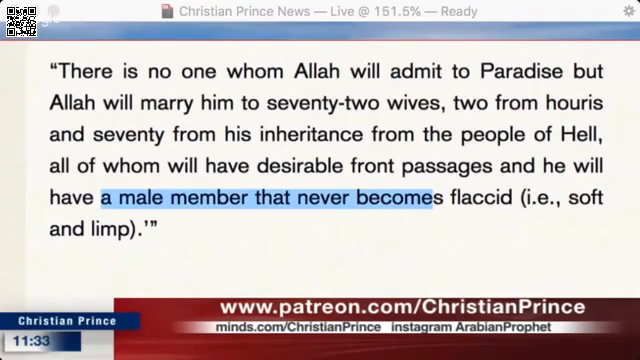 Christian Prince News — Live @ 151.5% — Ready
“There is no one whom Allah will admit to Paradise but
Allah will marry him to seventy-two wives, two from houris
and seventy from his inheritance from the people of Hell,
all of whom will have desirable front passages and he will
have a male member that never becomes flaccid (i.e., soft
and limp).’”
www.patreon.com/ChristianPrince
Christian Prince
minds.com/ChristianPrince instagram ArabianProphet
11:33